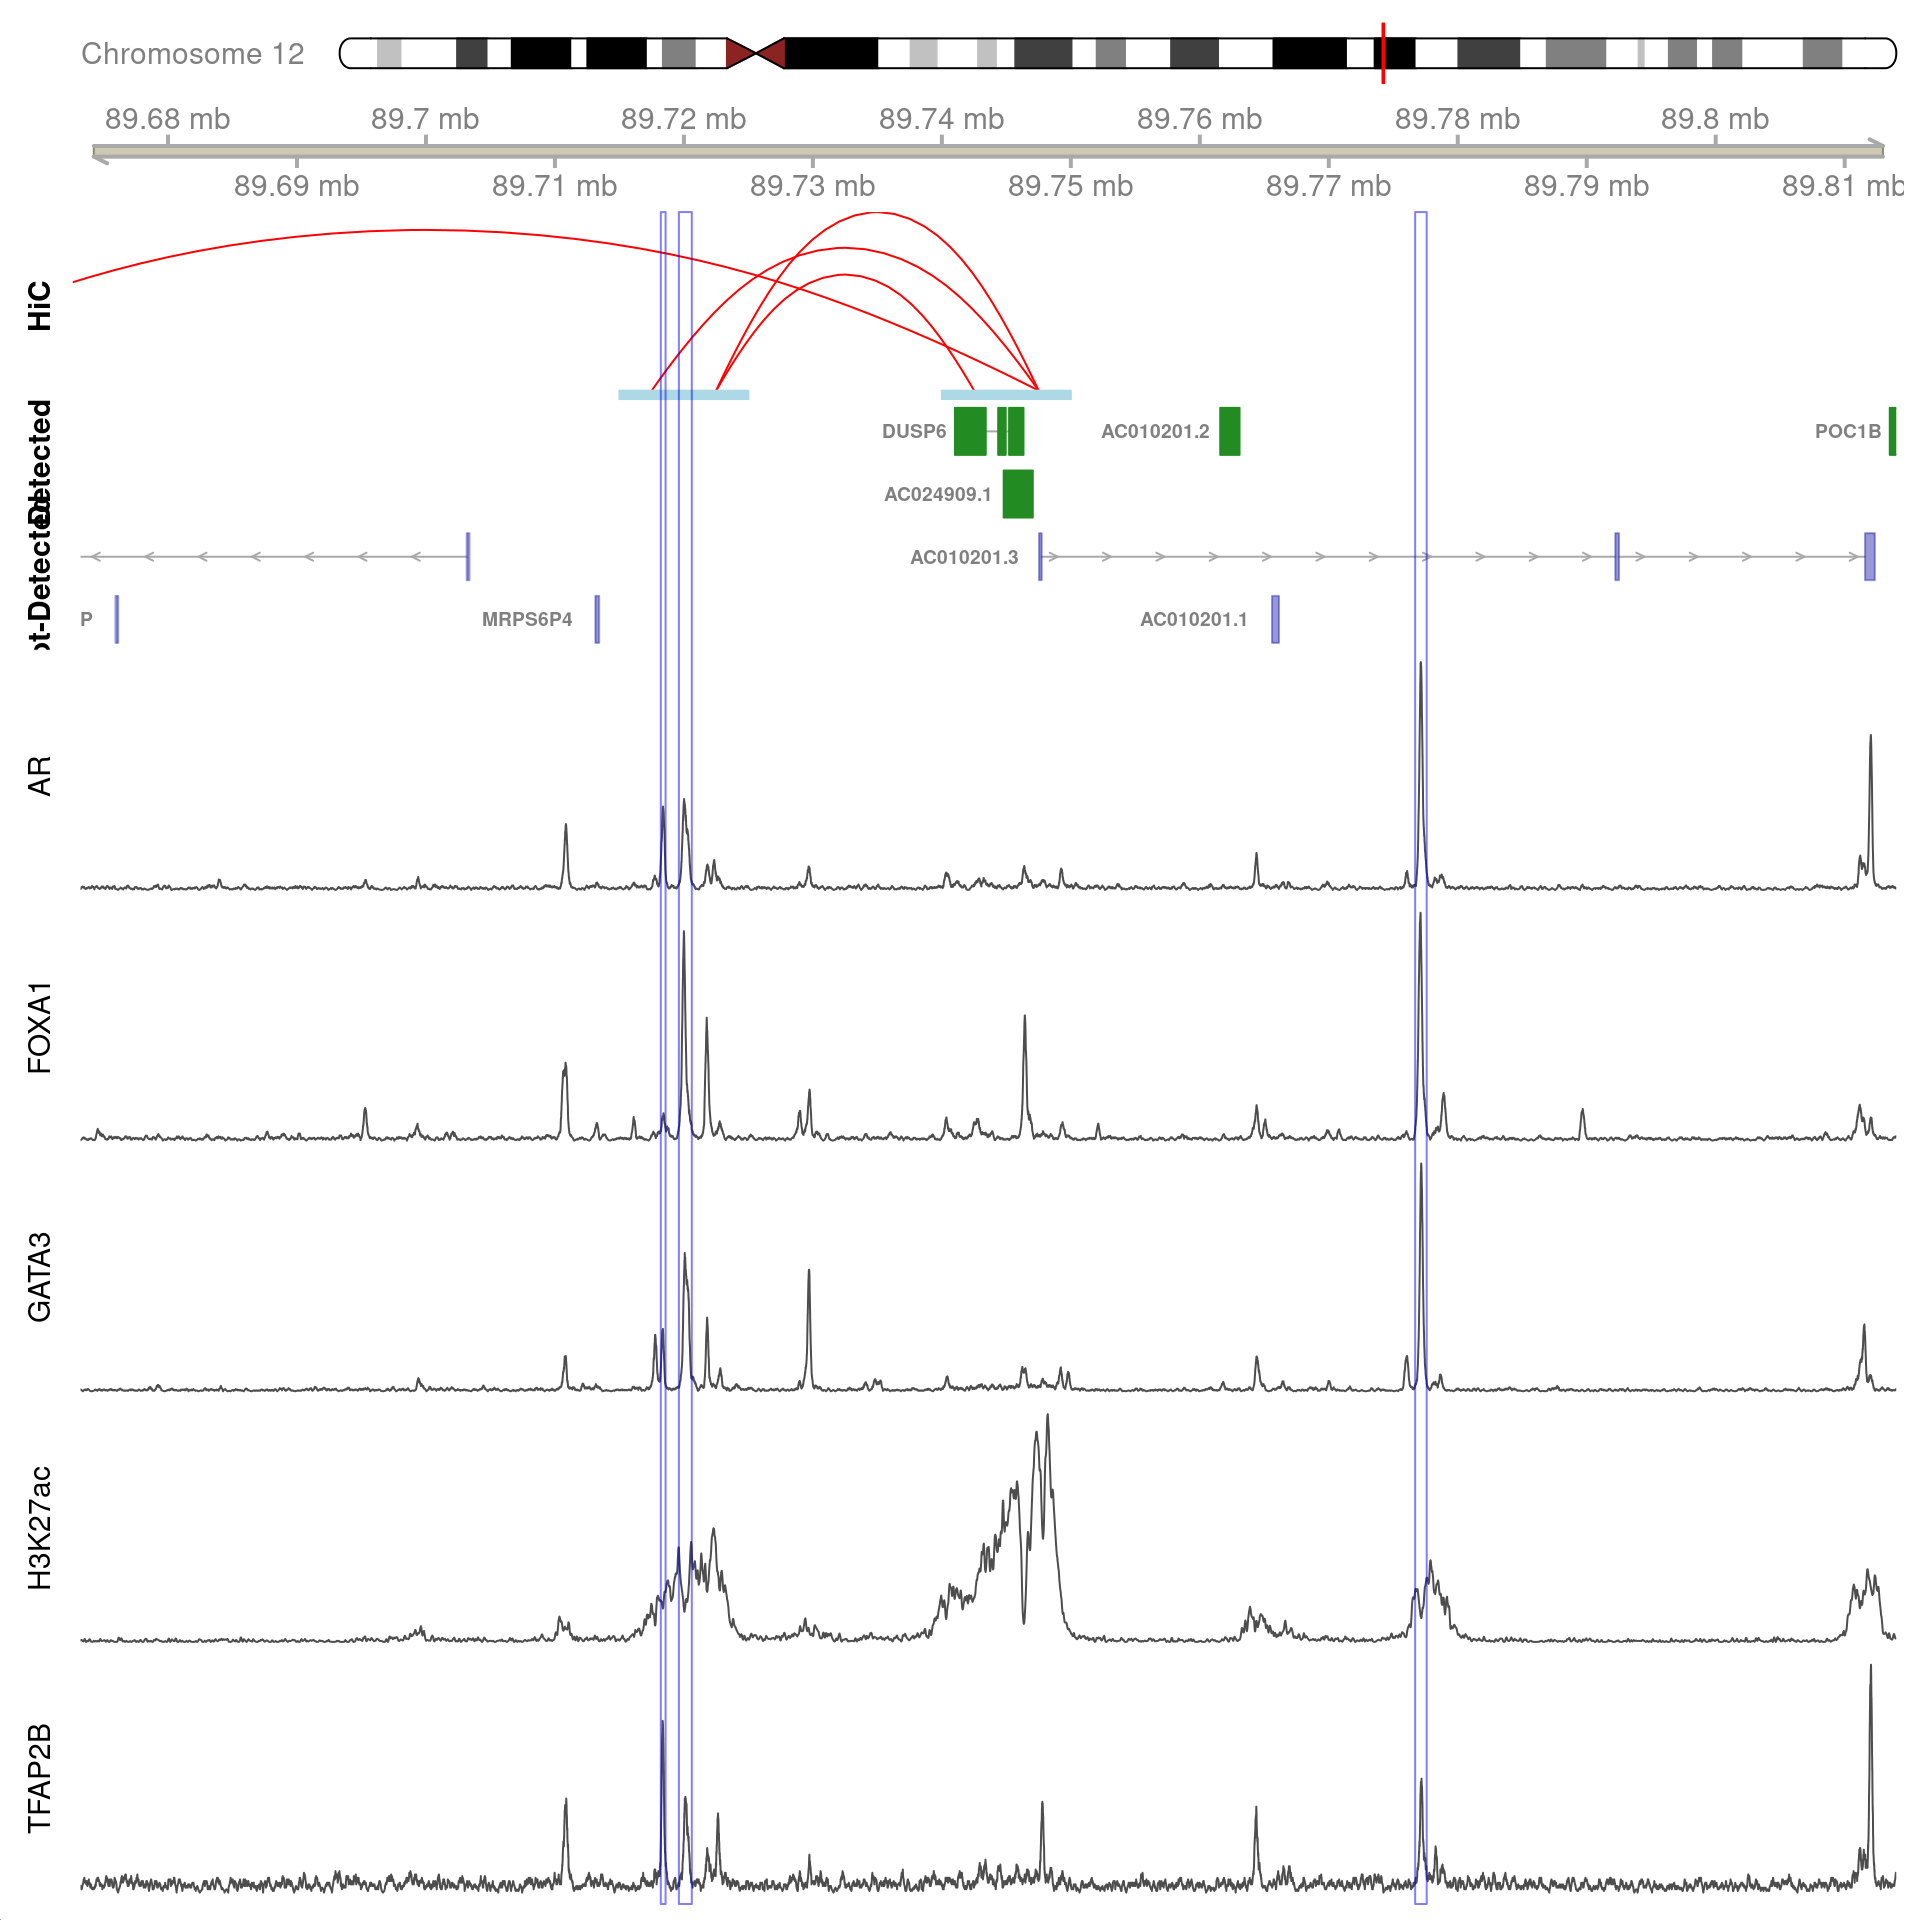 Chromosome 12
89.68 mb 89.7 mb 89.72 mb 89.74 mb 89.76 mb 89.78 mb 89.8 mb
89.69 mb 89.71 mb 89.73 mb 89.75 mb 89.77 mb 89.79 mb 89.81 mb
HiC
Detected
DUSP6 AC010201.2 POC1B
AC024909.1
t-Detected
AC010201.3
P MRPS6P4 AC010201.1
AR
FOXA1
GATA3
H3K27ac
TFAP2B